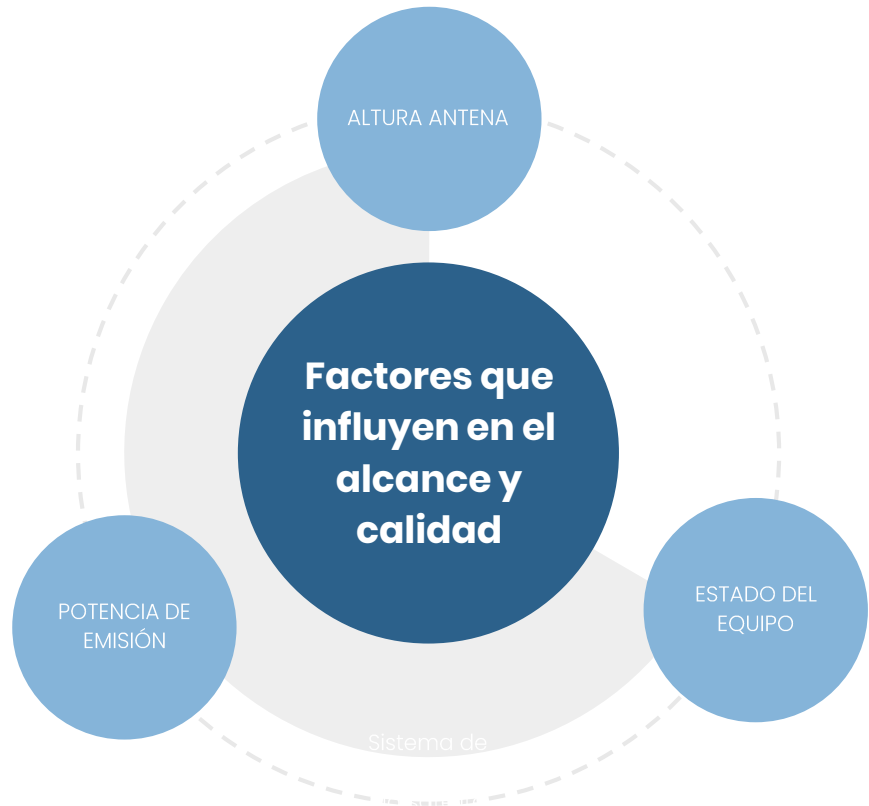 ALTURA ANTENA
Factores que
influyen en el
alcance y
calidad
ESTADO DEL
EQUIPO
POTENCIA DE
EMISIÓN
Sistema de